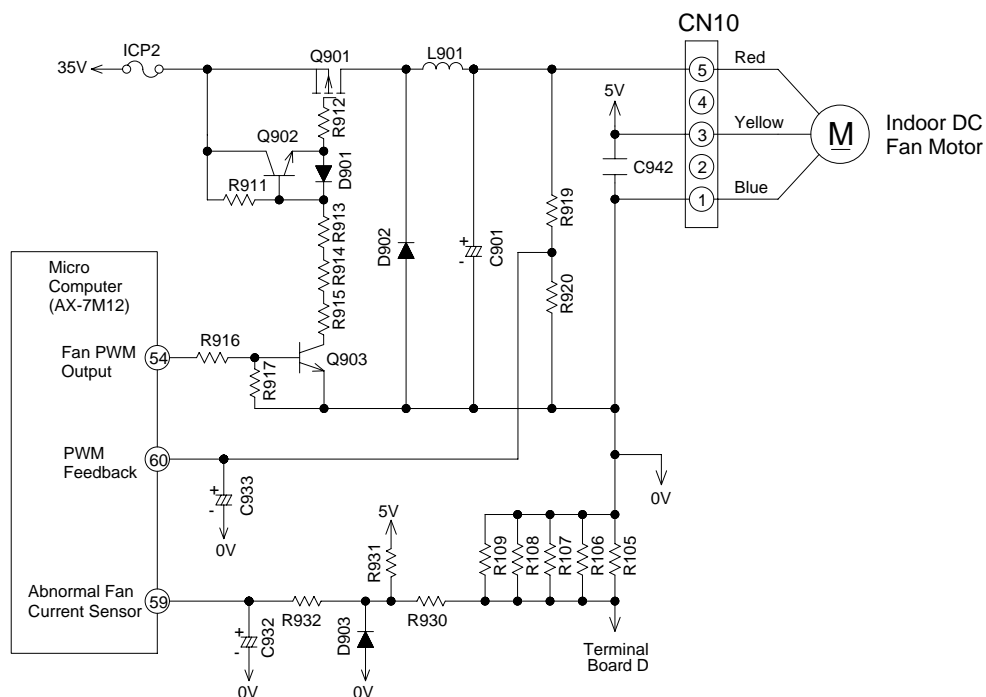 CN10
ICP2
Q901
L901
35V
5
Red
R912
4
5V
Q902
3
Yellow
M
Indoor DC
Fan Motor
D901
2
C942
R911
1
Blue
R913
R919
D902
+
-
C901
R914
R920
Micro
Computer
(AX-7M12)
R915
Fan PWM
Output
54
R916
R917
Q903
PWM
Feedback
60
+
-
C933
0V
0V
5V
R931
R109
R108
R107
R106
R105
Abnormal Fan
Current Sensor
59
R932
R930
+
-
C932
D903
Terminal
Board D
0V
0V